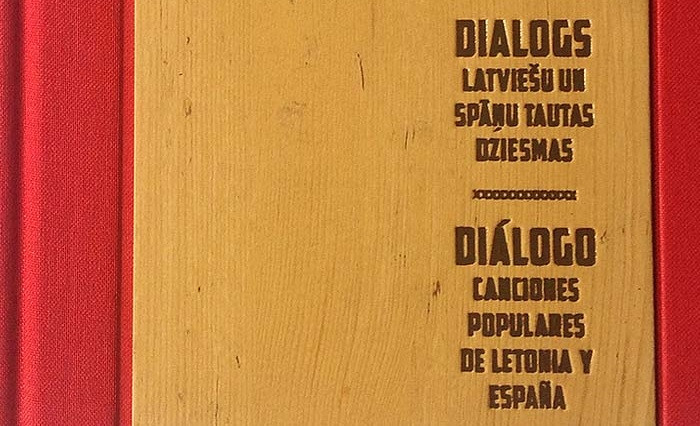 DIALOGS
LATVIEŠU UN
SPĀŅU TAUTAS
DZIESMAS
DIÁLOGO
CANCIONES
POPULARES
DE LETONIA Y
ESPAÑA